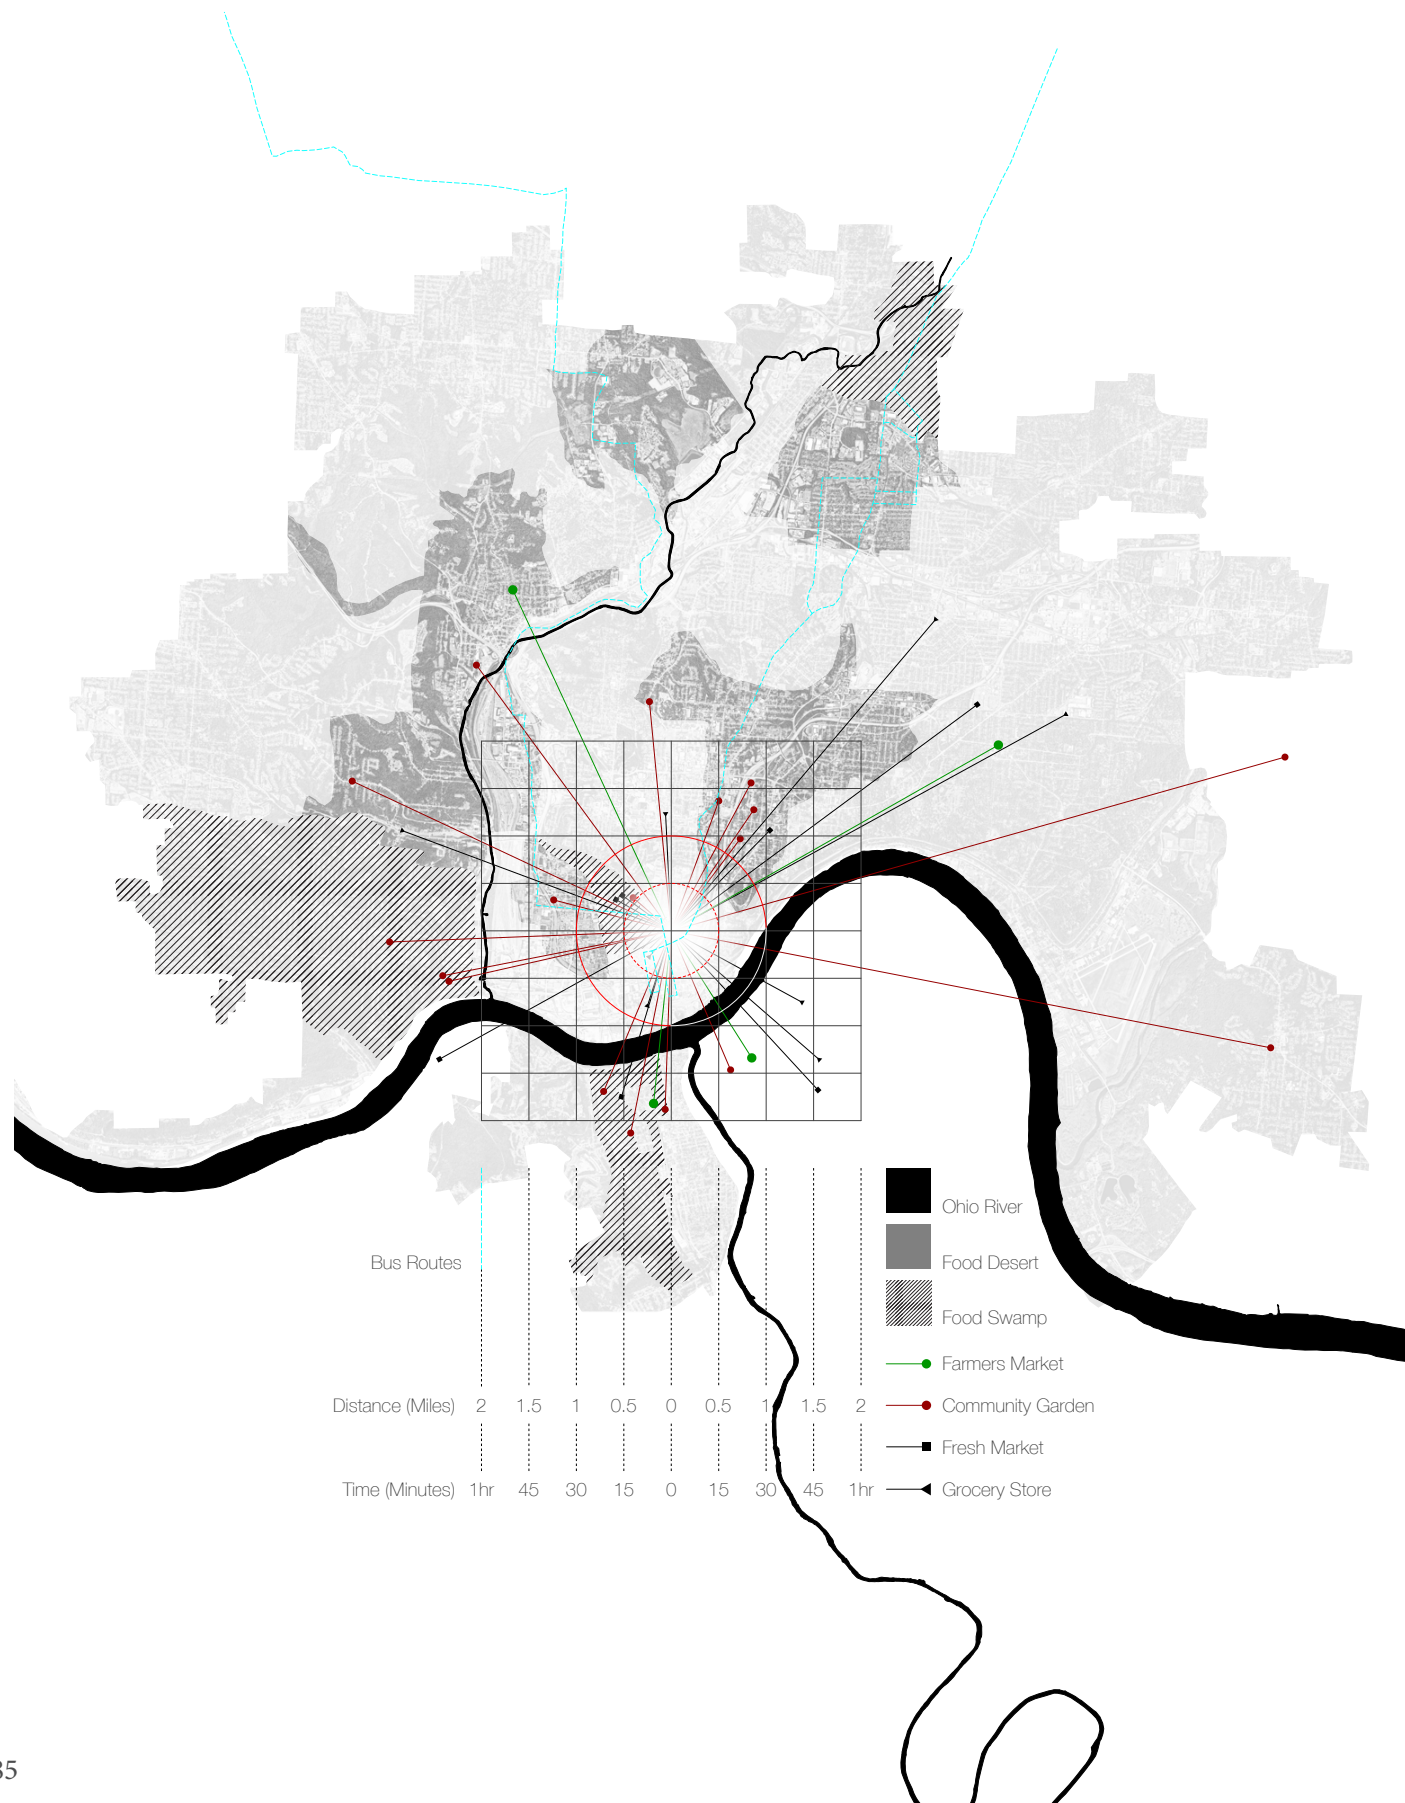 Ohio River
Bus Routes
Food Desert
Food Swamp
Farmers Market
Distance (Miles) 2 1.5 1 0.5 0 0.5 1 1.5 2
Community Garden
Fresh Market
Time (Minutes) 1hr 45 30 15 0 15 30 45 1hr
Grocery Store
35